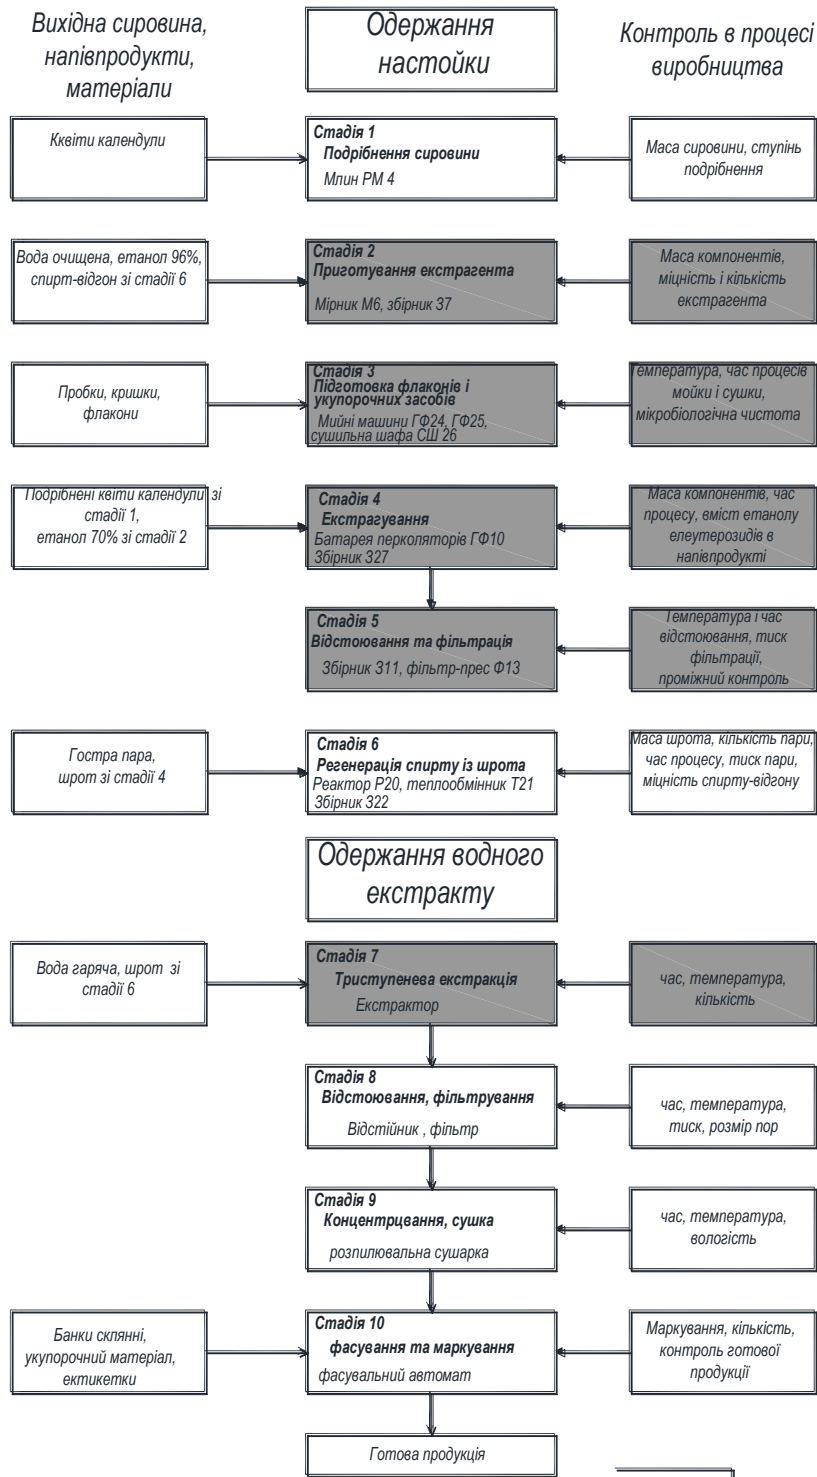 Вихідна сировина,
напівпродукти,
матеріали
Одержання
настойки
Контроль в процесі
виробництва
Кквіти календули
Стадія 1
Подрібнення сировини
Млин РМ 4
Маса сировини, ступінь
подрібнення
Вода очищена, етанол 96%,
спирт-відгон зі стадії 6
Стадія 2
Приготування екстрагента
Мірник М6, збірник З7
Маса компонентів,
міцність і кількість
екстрагента
Пробки, кришки,
флакони
Стадія 3
Підготовка флаконів і
укупорочних засобів
Мийні машини ГФ24, ГФ25,
сушильна шафа СШ 26
Температура, час процесів
мойки і сушки,
мікробіологічна чистота
Подрібнені квіти календули зі
стадії 1,
етанол 70% зі стадії 2
Стадія 4
Екстрагування
Батарея перколяторів ГФ10
Збірник З27
Маса компонентів, час
процесу, вміст етанолу
елеутерозидів в
напівпродукті
Стадія 5
Відстоювання та фільтрація
Збірник З11, фільтр-прес Ф13
Температура і час
відстоювання, тиск
фільтрації,
проміжний контроль
Гостра пара,
шрот зі стадії 4
Стадія 6
Регенерація спирту із шрота
Реактор Р20, теплообмінник Т21
Збірник З22
Маса шрота, кількість пари,
час процесу, тиск пари,
міцність спирту-відгону
Одержання водного
екстракту
Вода гаряча, шрот зі
стадії 6
Стадія 7
Триступенева екстракція
Екстрактор
час, температура,
кількість
Стадія 8
Відстоювання, фільтрування
Відстійник , фільтр
час, температура,
тиск, розмір пор
Стадія 9
Концентрцвання, сушка
розпилювальна сушарка
час, температура,
вологість
Банки склянні,
укупорочний матеріал,
ектикетки
Стадія 10
фасування та маркування
фасувальний автомат
Маркування, кількість,
контроль готової
продукції
Готова продукція